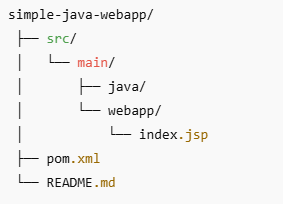 simple-java-webapp/
├── src/
│   └── main/
│       ├── java/
│       └── webapp/
│           └── index.jsp
├── pom.xml
└── README.md